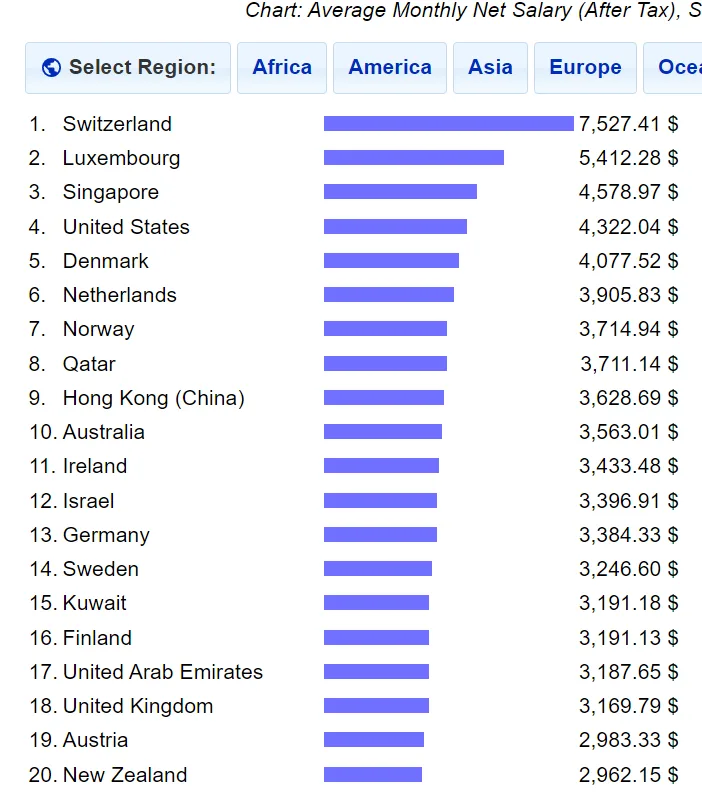 Chart: Average Monthly Net Salary (After Tax), S
Select Region: Africa America Asia Europe
1. Switzerland 7,527.41 $
2. Luxembourg 5,412.28 $
3. Singapore 4,578.97 $
4. United States 4,322.04 $
5. Denmark 4,077.52 $
6. Netherlands 3,905.83 $
7. Norway 3,714.94 $
8. Qatar 3,711.14 $
9. Hong Kong (China) 3,628.69 $
10. Australia 3,563.01 $
11. Ireland 3,433.48 $
12. Israel 3,396.91 $
13. Germany 3,384.33 $
14. Sweden 3,246.60 $
15. Kuwait 3,191.18 $
16. Finland 3,191.13 $
17. United Arab Emirates 3,187.65 $
18. United Kingdom 3,169.79 $
19. Austria 2,983.33 $
20. New Zealand 2,962.15 $